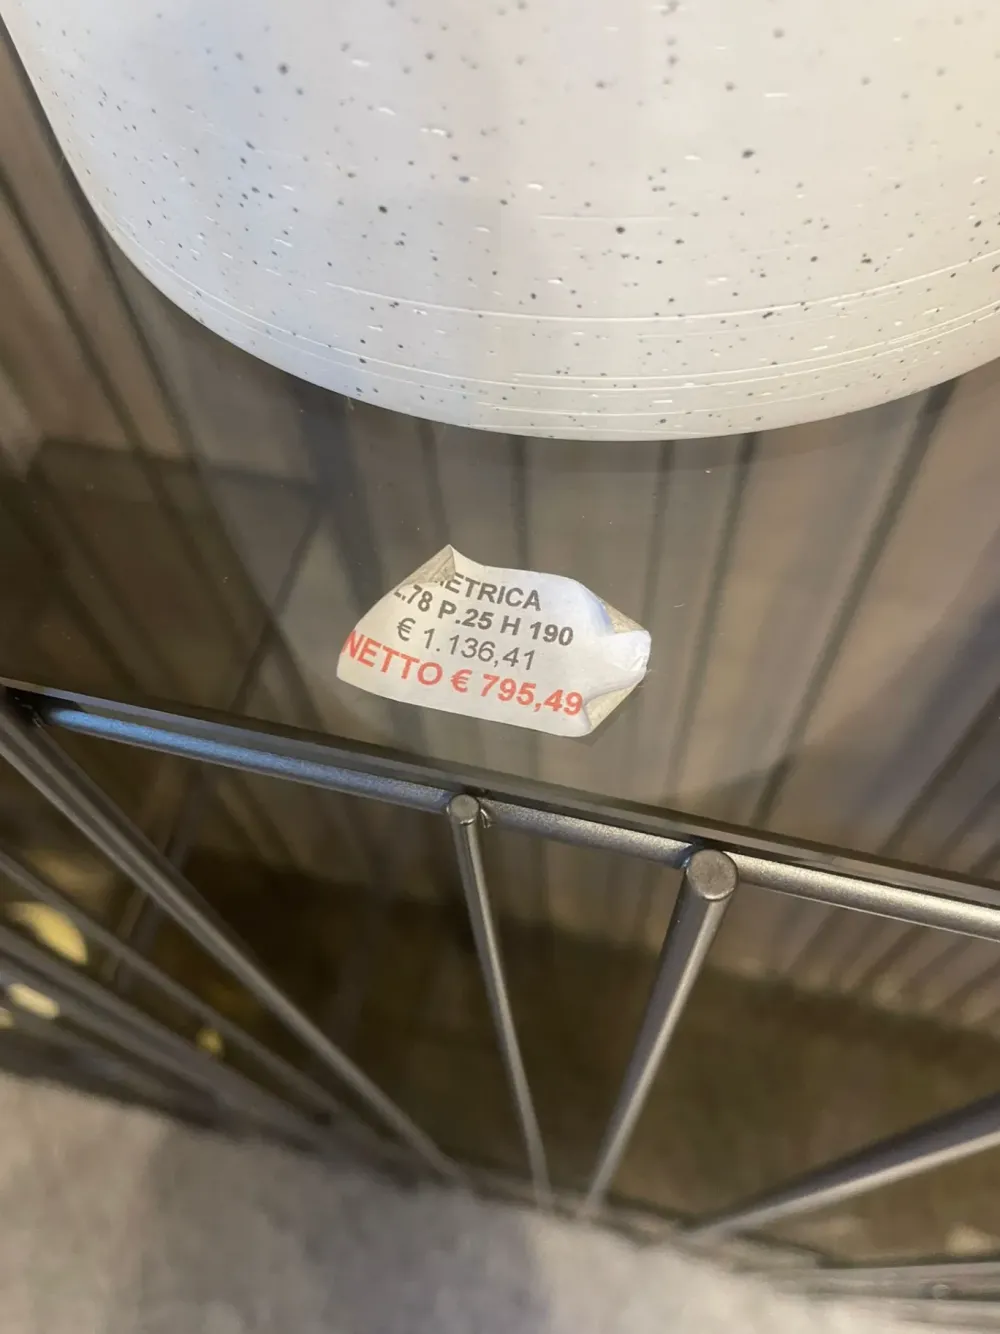 ETRICA
L.78 P.25 H 190
€ 1.136,41
NETTO € 795,49